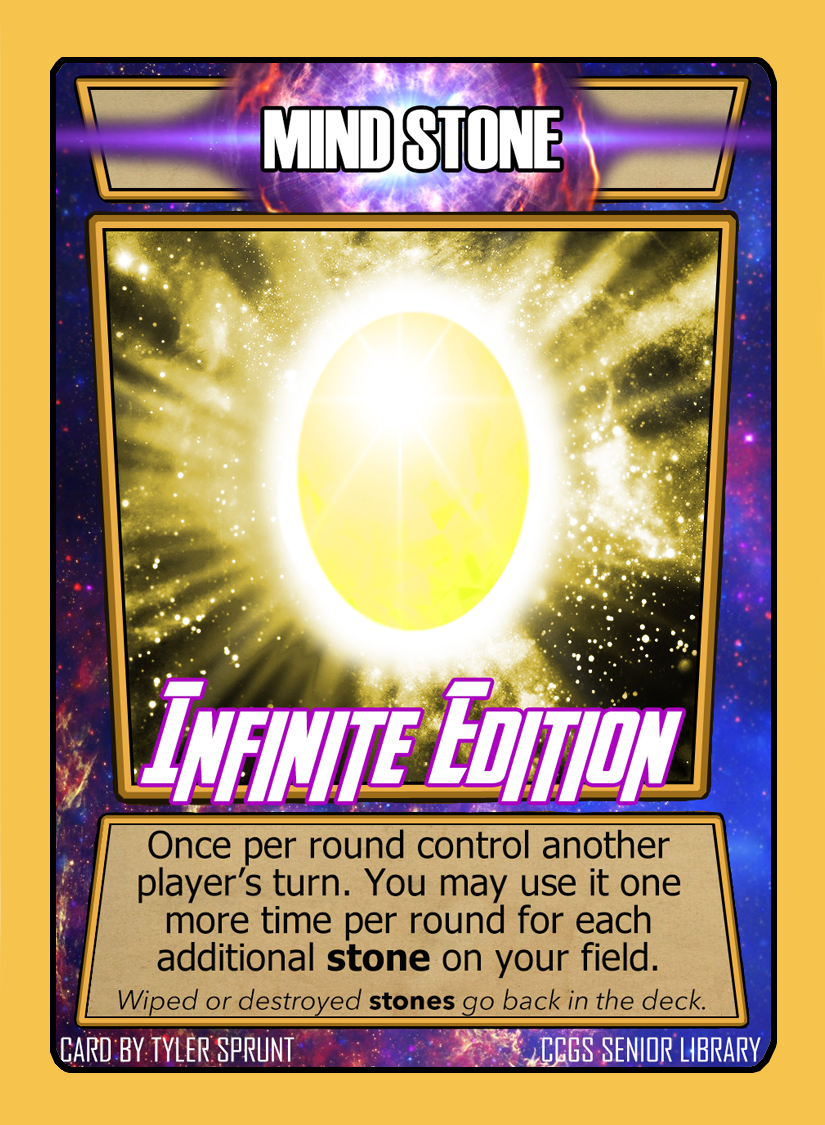 MIND STONE
INFINITE EDITION
Once per round control another
player’s turn. You may use it one
more time per round for each
additional stone on your field.
Wiped or destroyed stones go back in the deck.
CARD BY TYLER SPRUNT
CCGS SENIOR LIBRARY